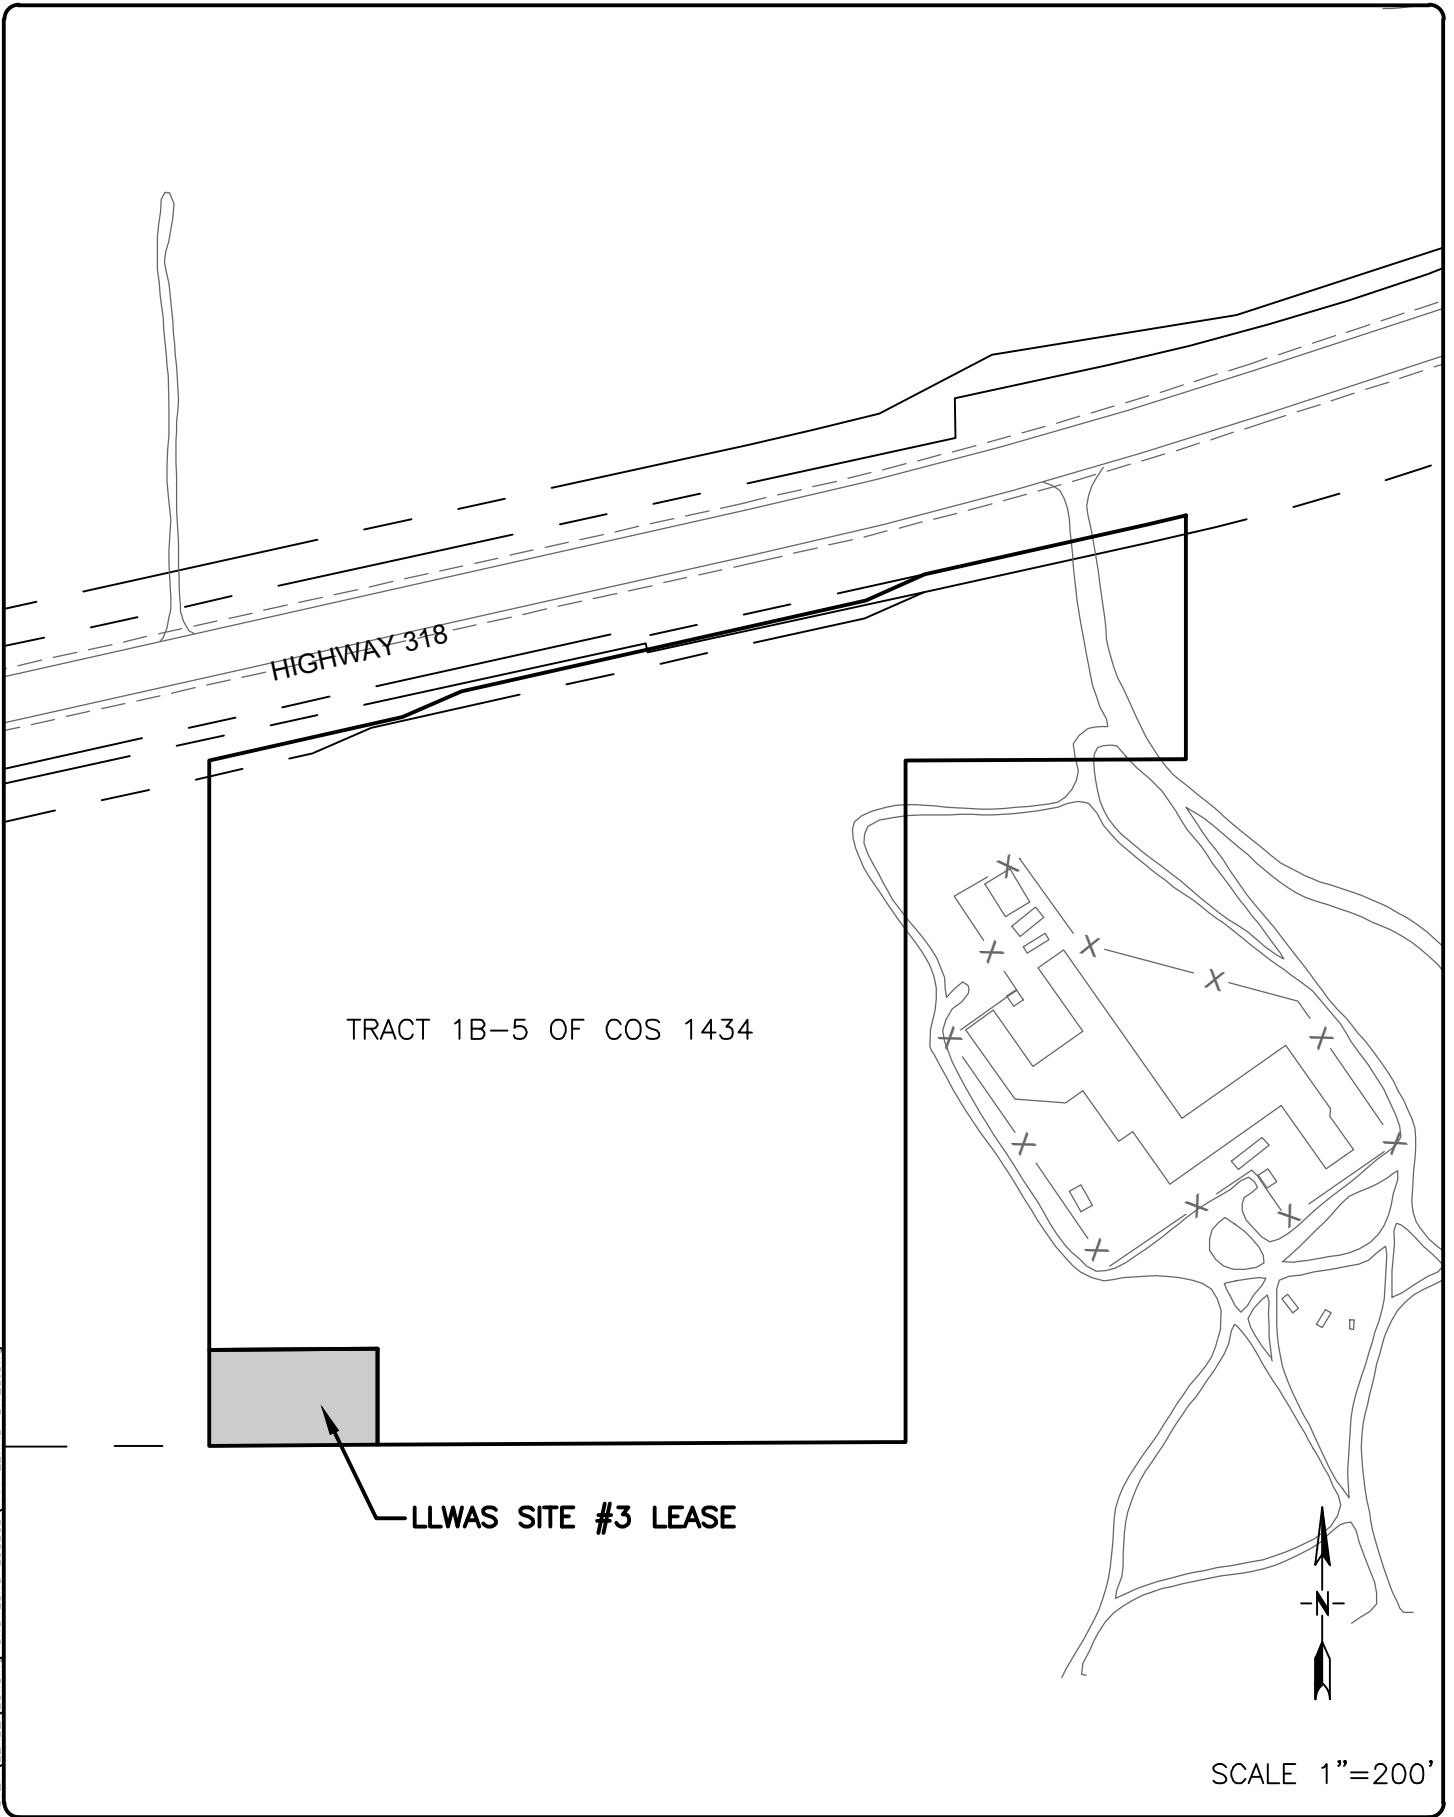 HIGHWAY 318
TRACT 1B-5 OF COS 1434
LLWAS SITE #3 LEASE
N
SCALE 1"=200'